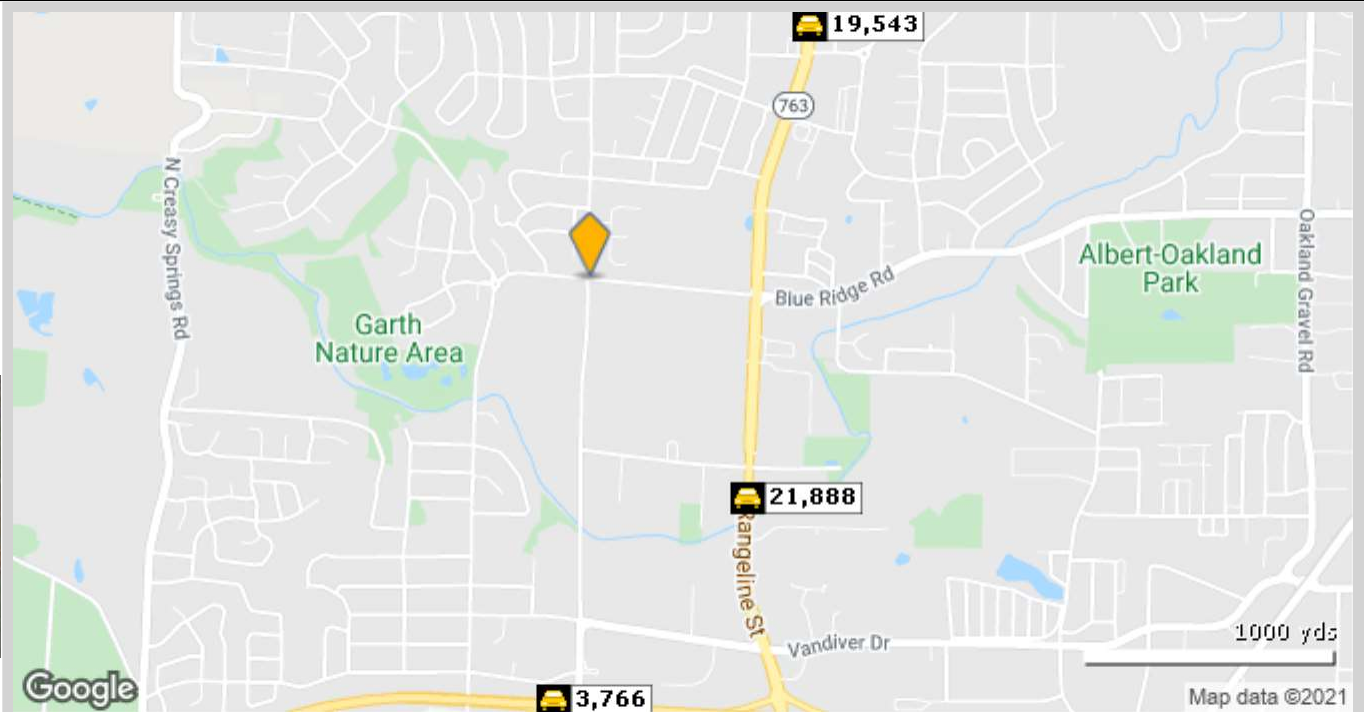 19,543
763
N Creasy Springs Rd
Oakland Gravel Rd
Albert-Oakland
Park
Blue Ridge Rd
Garth
Nature Area
21,888
Rangeline St
1000 yds
Vandiver Dr
Google
3,766
Map data ©2021